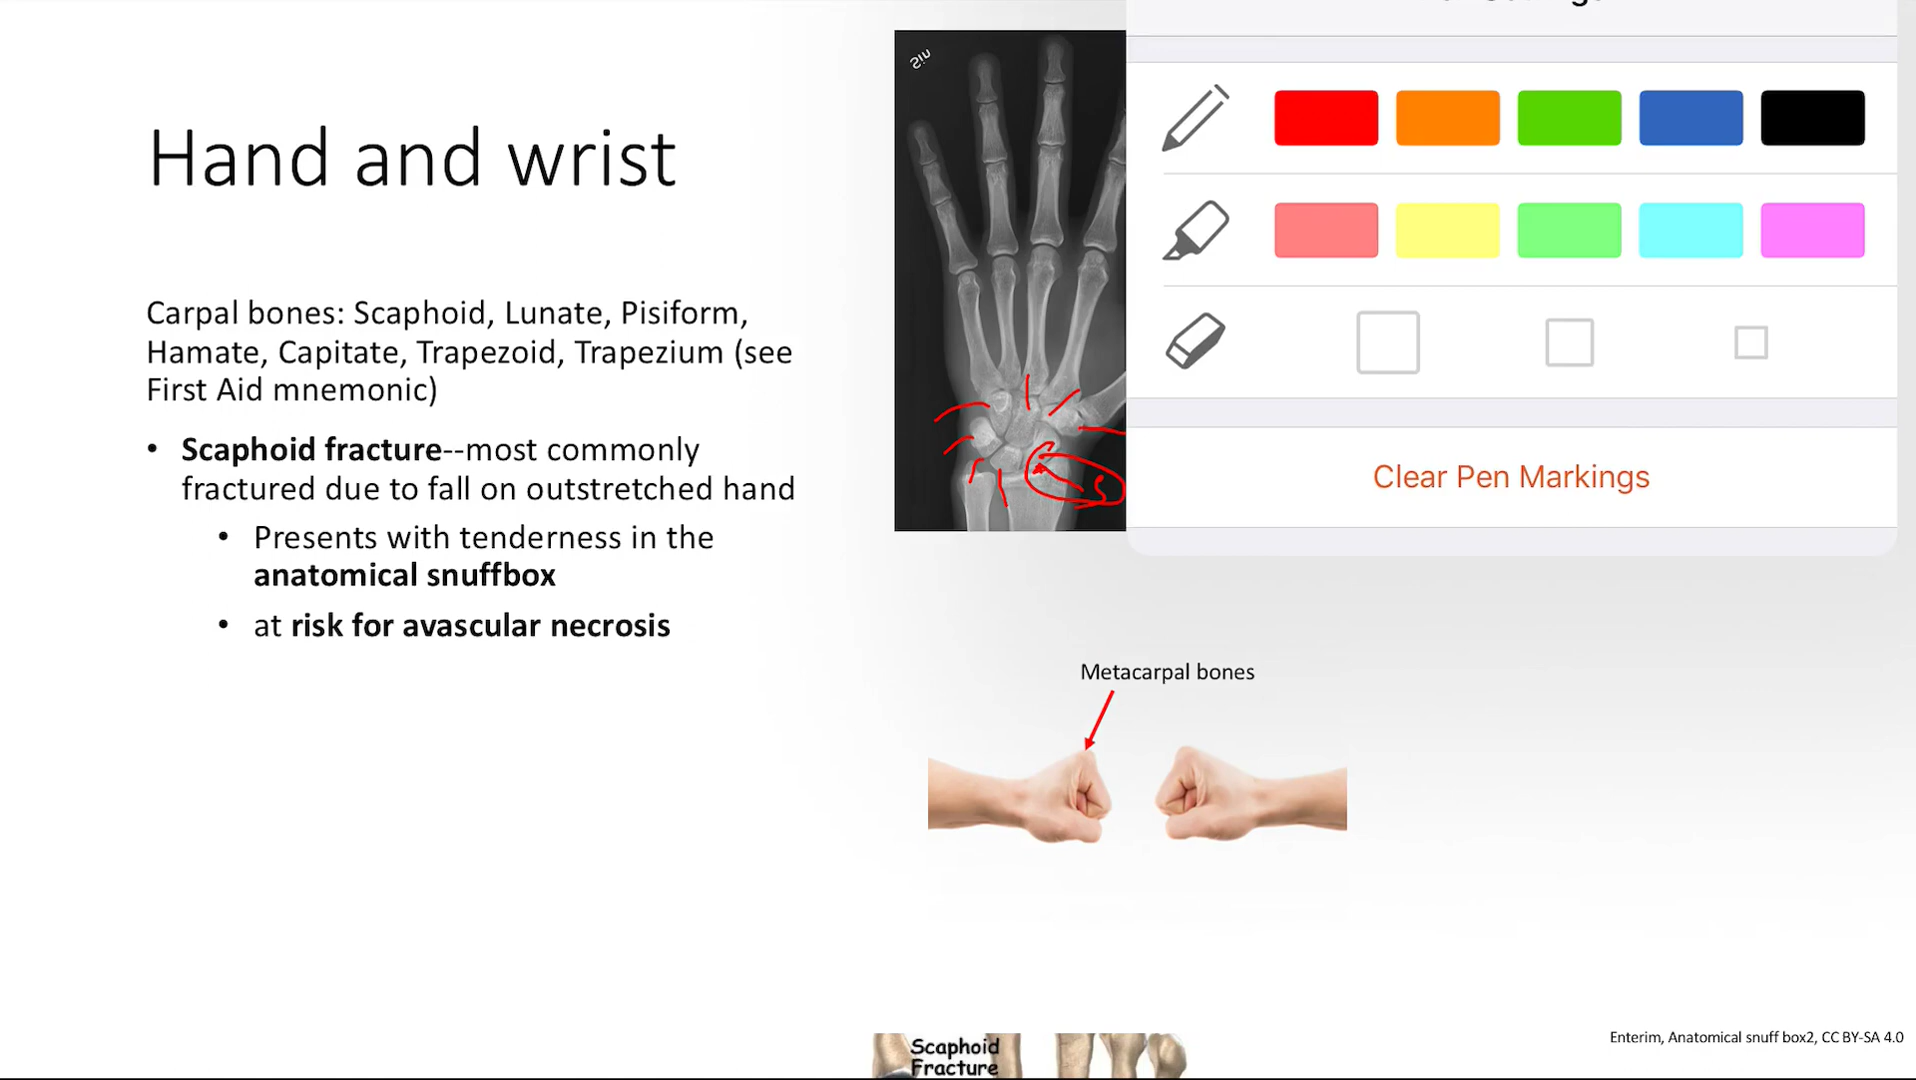 Hand and wrist
Carpal bones: Scaphoid, Lunate, Pisiform,
Hamate, Capitate, Trapezoid, Trapezium (see
First Aid mnemonic)
• Scaphoid fracture--most commonly
fractured due to fall on outstretched hand
• Presents with tenderness in the
anatomical snuffbox
• at risk for avascular necrosis
Sin
S
Clear Pen Markings
Metacarpal bones
Scaphoid
Fracture
Enterim, Anatomical snuff box2, CC BY-SA 4.0